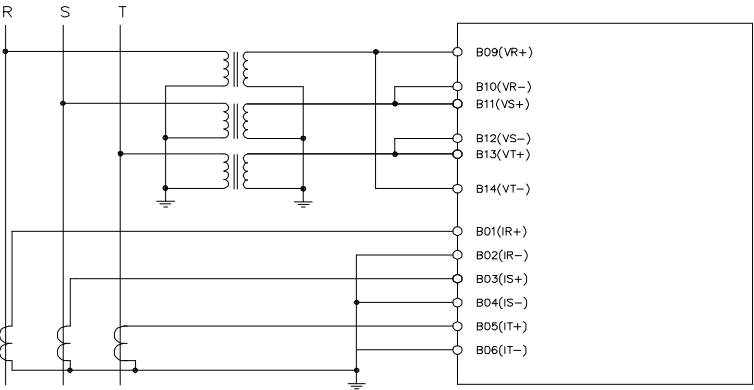 R S T
B09(VR+)
B10(VR-)
B11(VS+)
B12(VS-)
B13(VT+)
B14(VT-)
B01(IR+)
B02(IR-)
B03(IS+)
B04(IS-)
B05(IT+)
B06(IT-)